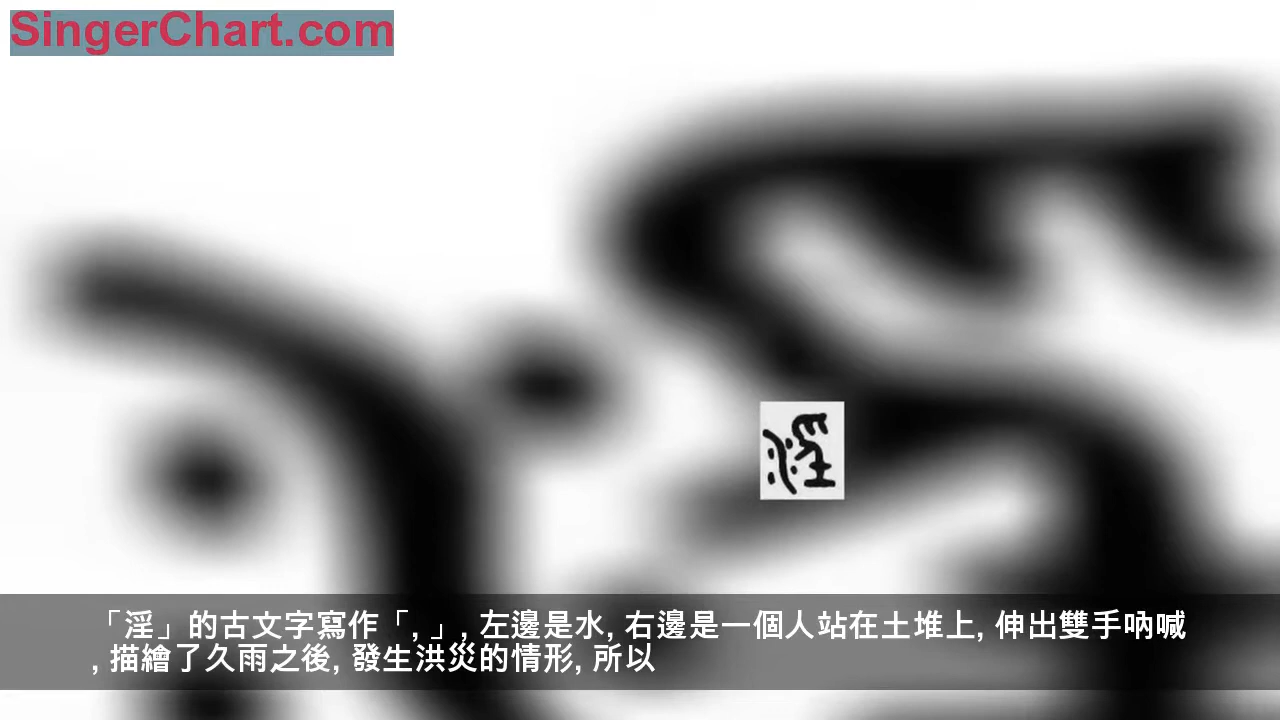 SingerChart.com
淫
「淫」的古文字寫作「, 」, 左邊是水, 右邊是一個人站在土堆上, 伸出雙手吶喊
, 描繪了久雨之後, 發生洪災的情形, 所以